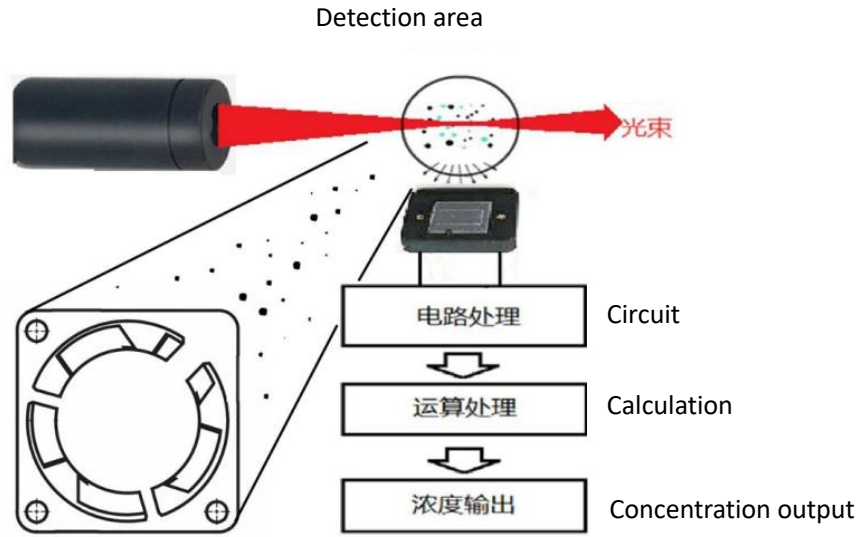 Detection area
光束
电路处理
Circuit
运算处理
Calculation
浓度输出
Concentration output